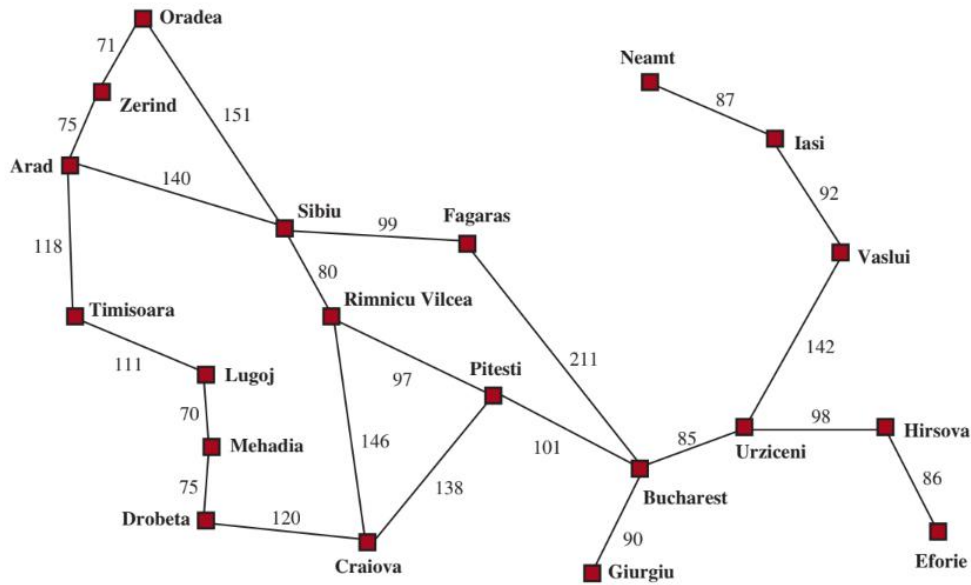 Oradea
71
Neamt
87
Zerind
151
75
Iasi
Arad
140
92
Sibiu
99
Fagaras
118
80
Vaslui
Timisoara
Rimnicu Vilcea
142
111
211
Lugoj
97
Pitesti
70
98
Hirsova
146
101
85
Mehadia
Urziceni
75
138
86
Bucharest
Drobeta
120
90
Craiova
Giurgiu
Eforie